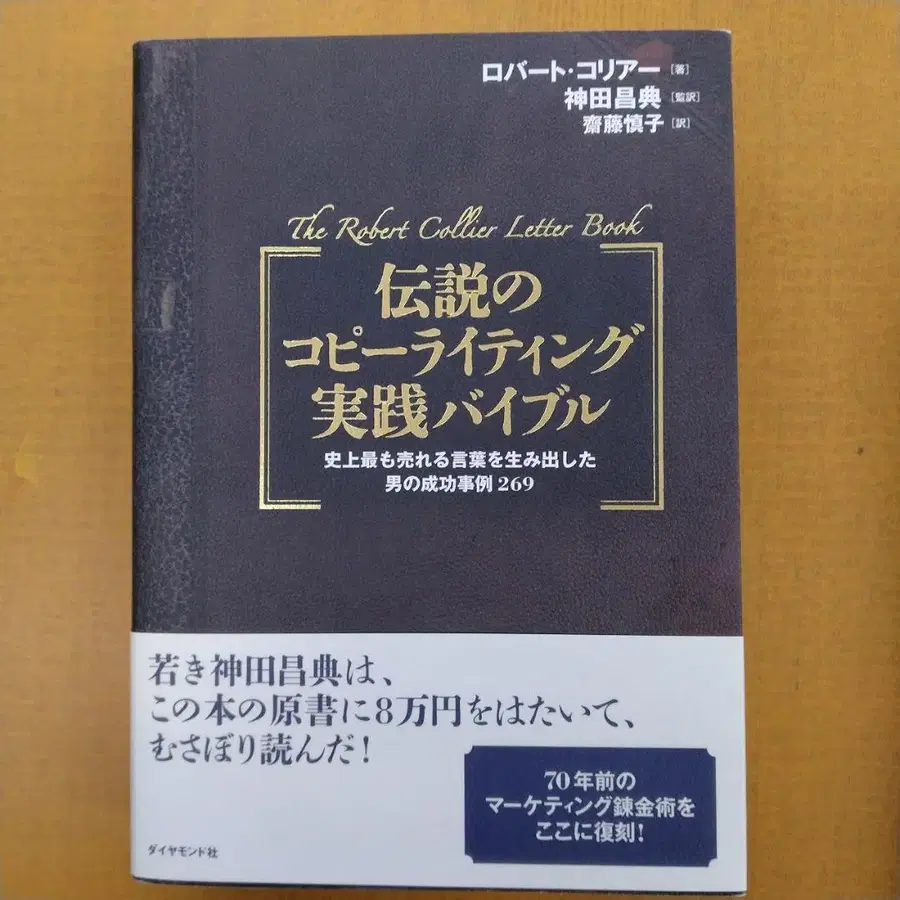 ロバート・コリアー［著］
神田昌典［監訳］
齋藤慎子［訳］
The Robert Collier Letter Book
伝説の
コピーライティング
実践バイブル
史上最も売れる言葉を生み出した
男の成功事例269
若き神田昌典は、
この本の原書に8万円をはたいて、
むさぼり読んだ！
70年前の
マーケティング錬金術を
ここに復刻！
ダイヤモンド社